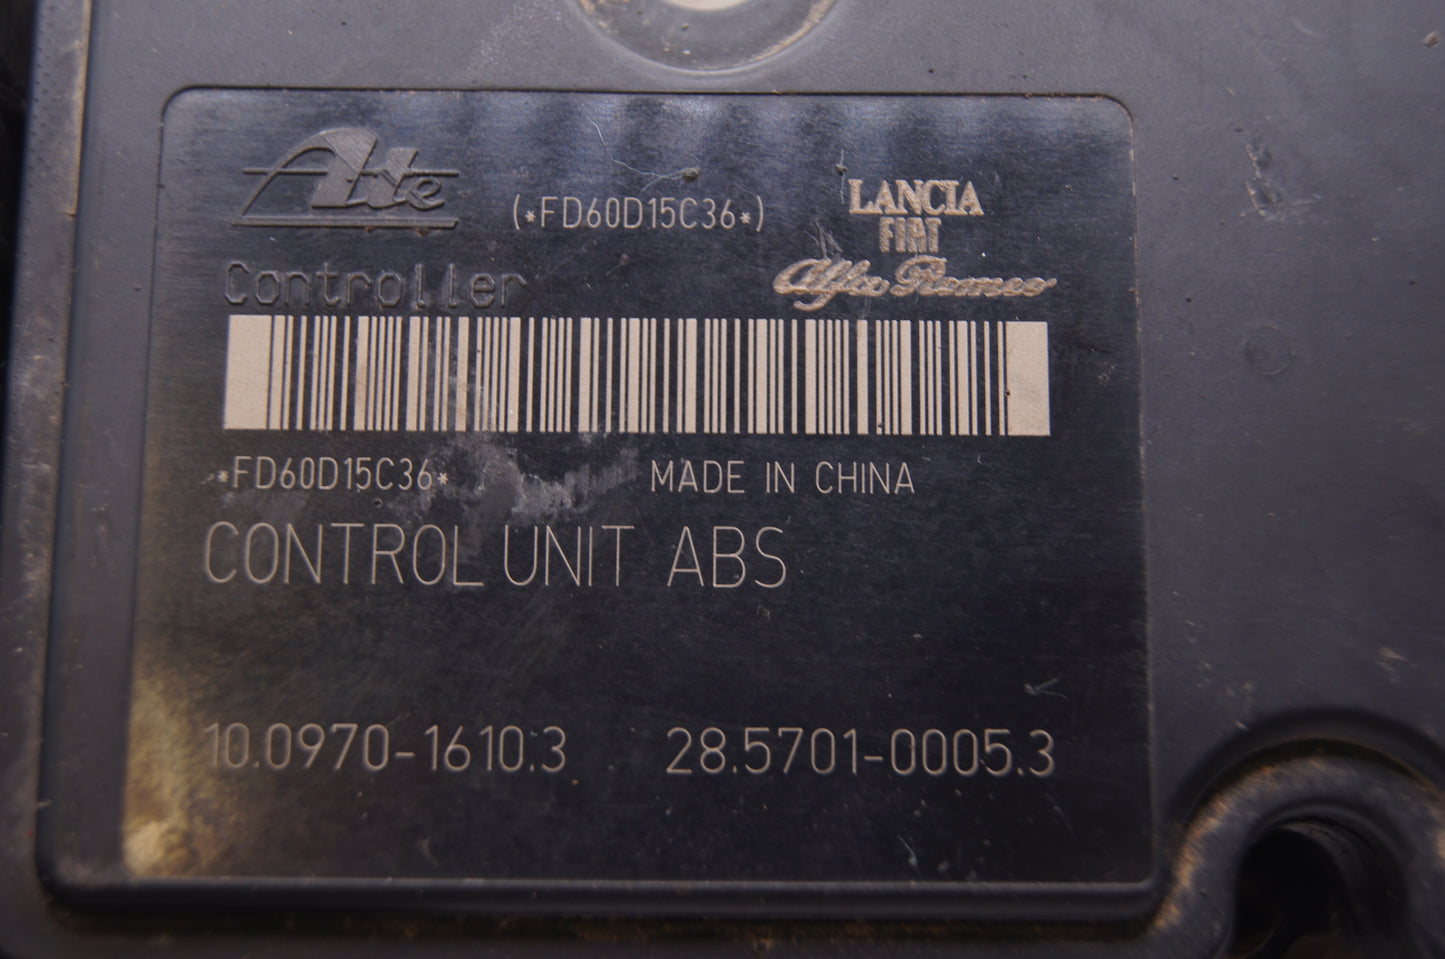 Ate
(*FD60D15C36*)
LANCIA
FIAT
Alfa Romeo
Controller
*FD60D15C36*
MADE IN CHINA
CONTROL UNIT ABS
10.0970-1610.3
28.5701-0005.3